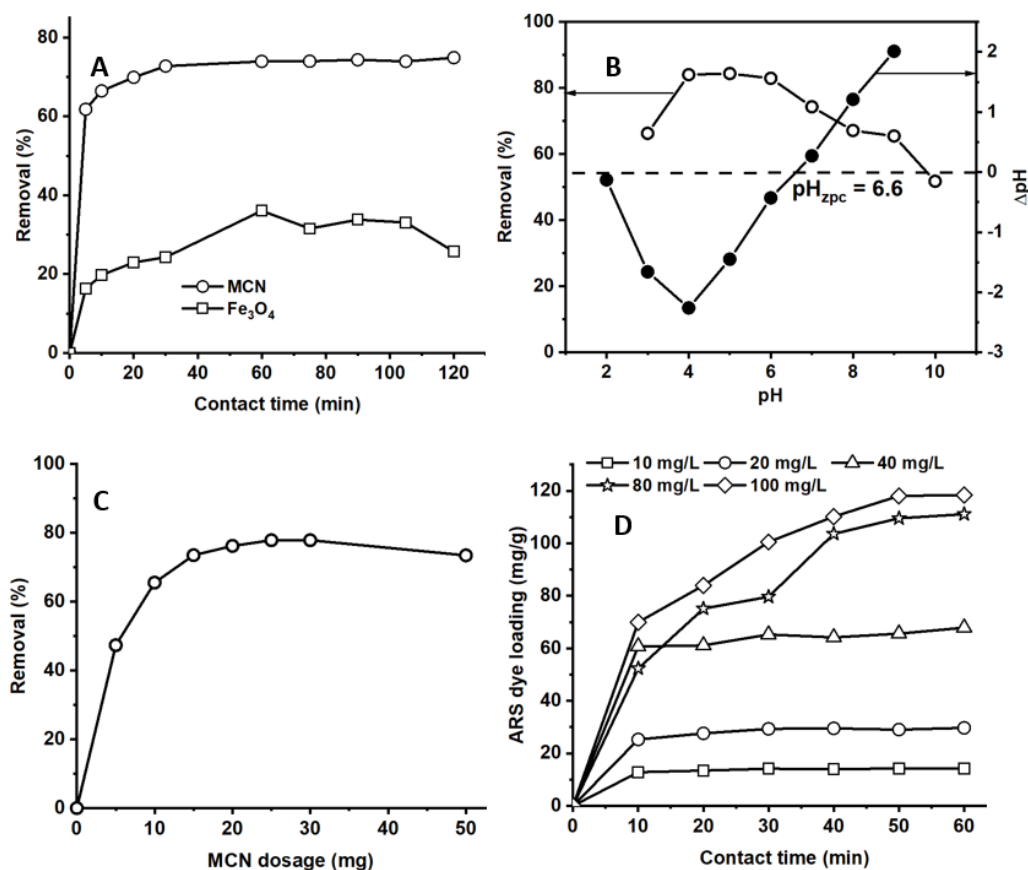 A
Removal (%)
80
60
40
20
0
MCN
Fe₃O₄
0 20 40 60 80 100 120
Contact time (min)
B
Removal (%)
100
80
60
40
20
0
pHzpc = 6.6
2
1
0
-1
-2
-3
ΔpH
2 4 6 8 10
pH
C
Removal (%)
100
80
60
40
20
0
0 10 20 30 40 50
MCN dosage (mg)
10 mg/L 20 mg/L 40 mg/L
80 mg/L 100 mg/L
D
ARS dye loading (mg/g)
120
100
80
60
40
20
0
0 10 20 30 40 50 60
Contact time (min)